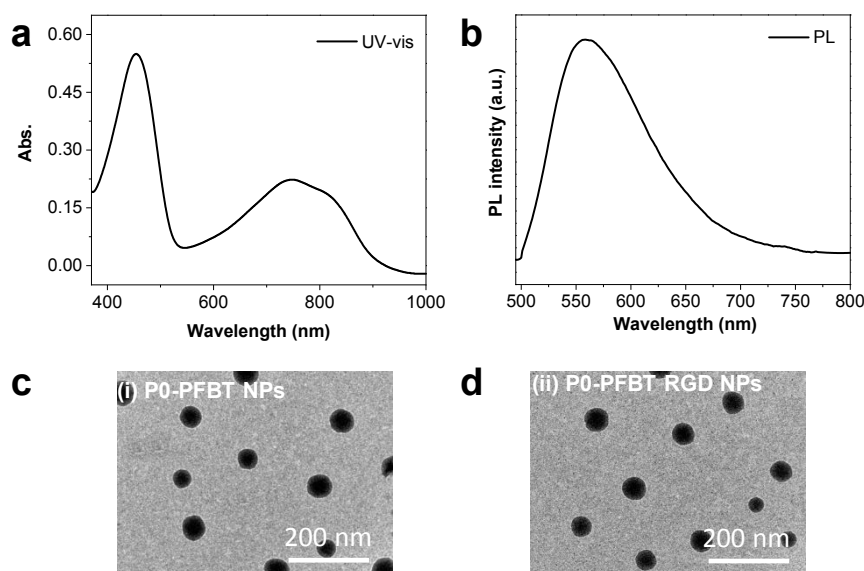 a
UV-vis
0.60
0.45
0.30
0.15
0.00
Abs.
400 600 800 1000
Wavelength (nm)
b
PL
PL intensity (a.u.)
500 550 600 650 700 750 800
Wavelength (nm)
c
(i) P0-PFBT NPs
200 nm
d
(ii) P0-PFBT RGD NPs
200 nm